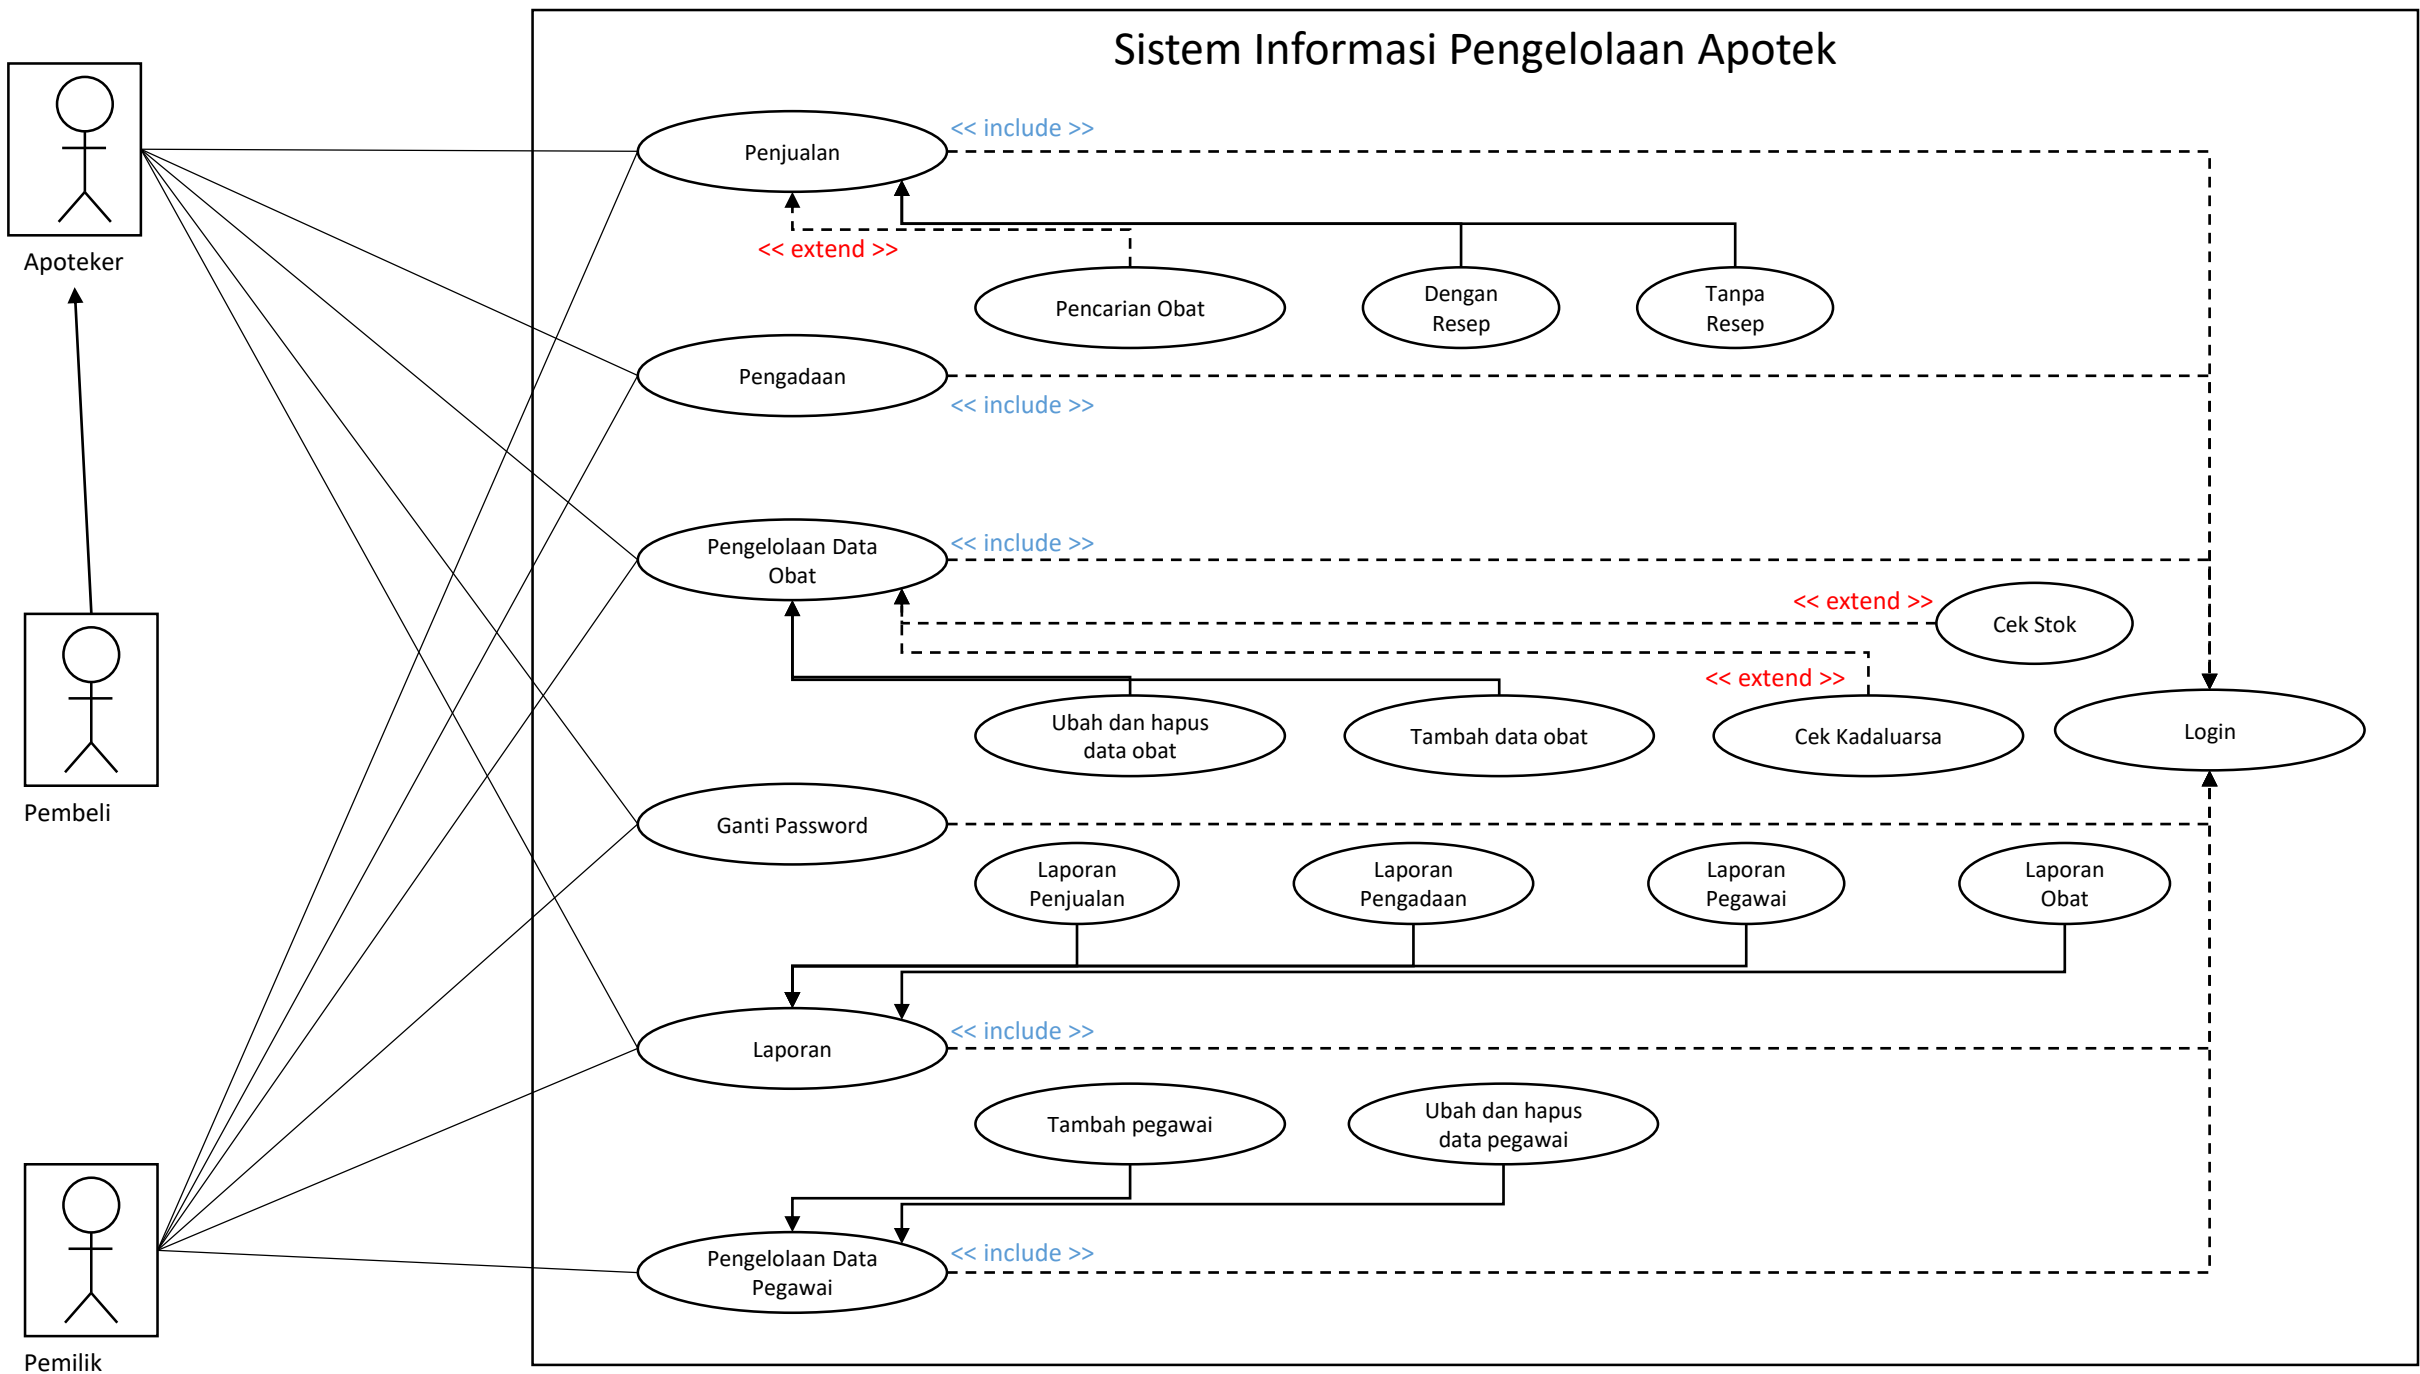 Sistem Informasi Pengelolaan Apotek
Apoteker
Pembeli
Pemilik
Penjualan
<< include >>
<< extend >>
Pencarian Obat
Dengan
Resep
Tanpa
Resep
Pengadaan
<< include >>
Pengelolaan Data
Obat
<< include >>
<< extend >>
Cek Stok
<< extend >>
Ubah dan hapus
data obat
Tambah data obat
Cek Kadaluarsa
Login
Ganti Password
Laporan
Penjualan
Laporan
Pengadaan
Laporan
Pegawai
Laporan
Obat
Laporan
<< include >>
Tambah pegawai
Ubah dan hapus
data pegawai
Pengelolaan Data
Pegawai
<< include >>